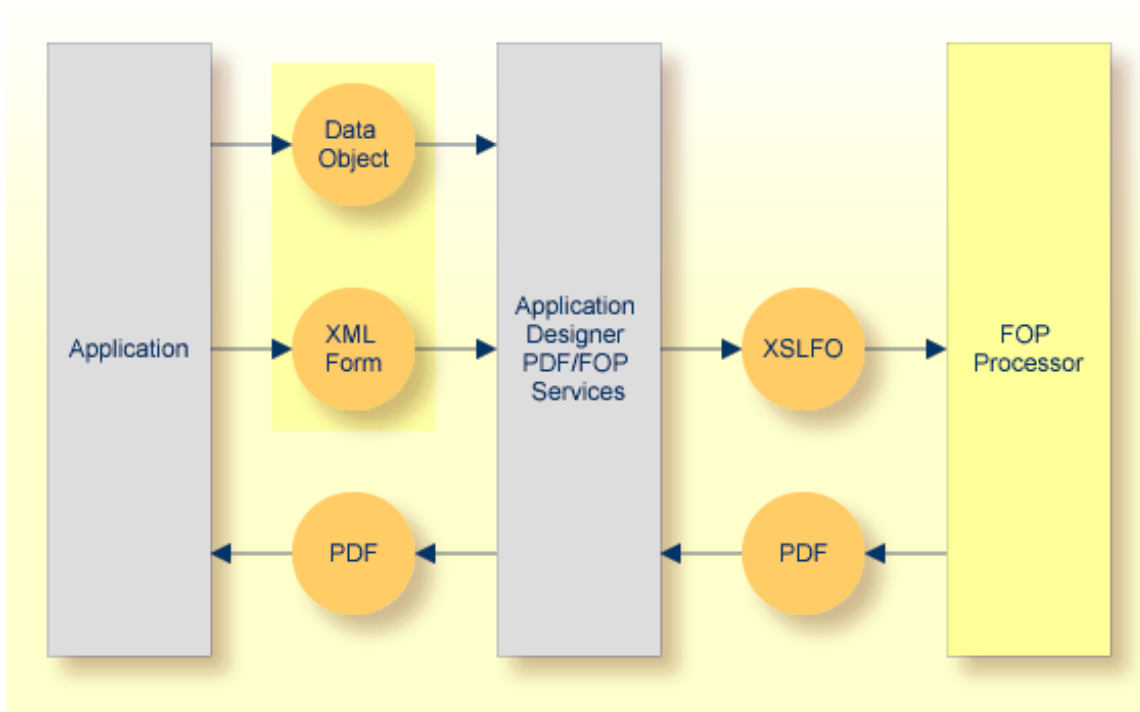 Data
Object
Application
XML
Form
Application
Designer
PDF/FOP
Services
XSLFO
FOP
Processor
PDF
PDF